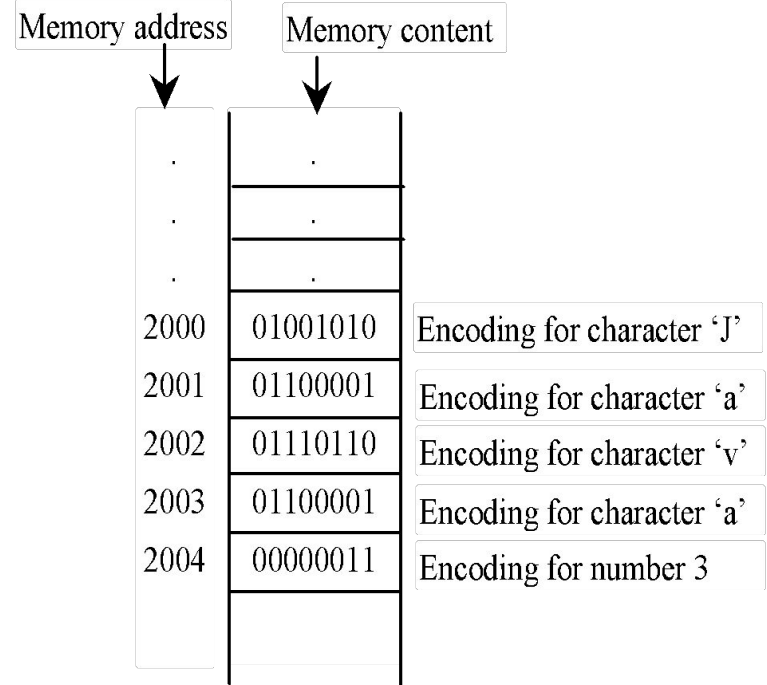 Memory address
Memory content
. .
. .
. .
2000 01001010 Encoding for character ‘J’
2001 01100001 Encoding for character ‘a’
2002 01110110 Encoding for character ‘v’
2003 01100001 Encoding for character ‘a’
2004 00000011 Encoding for number 3